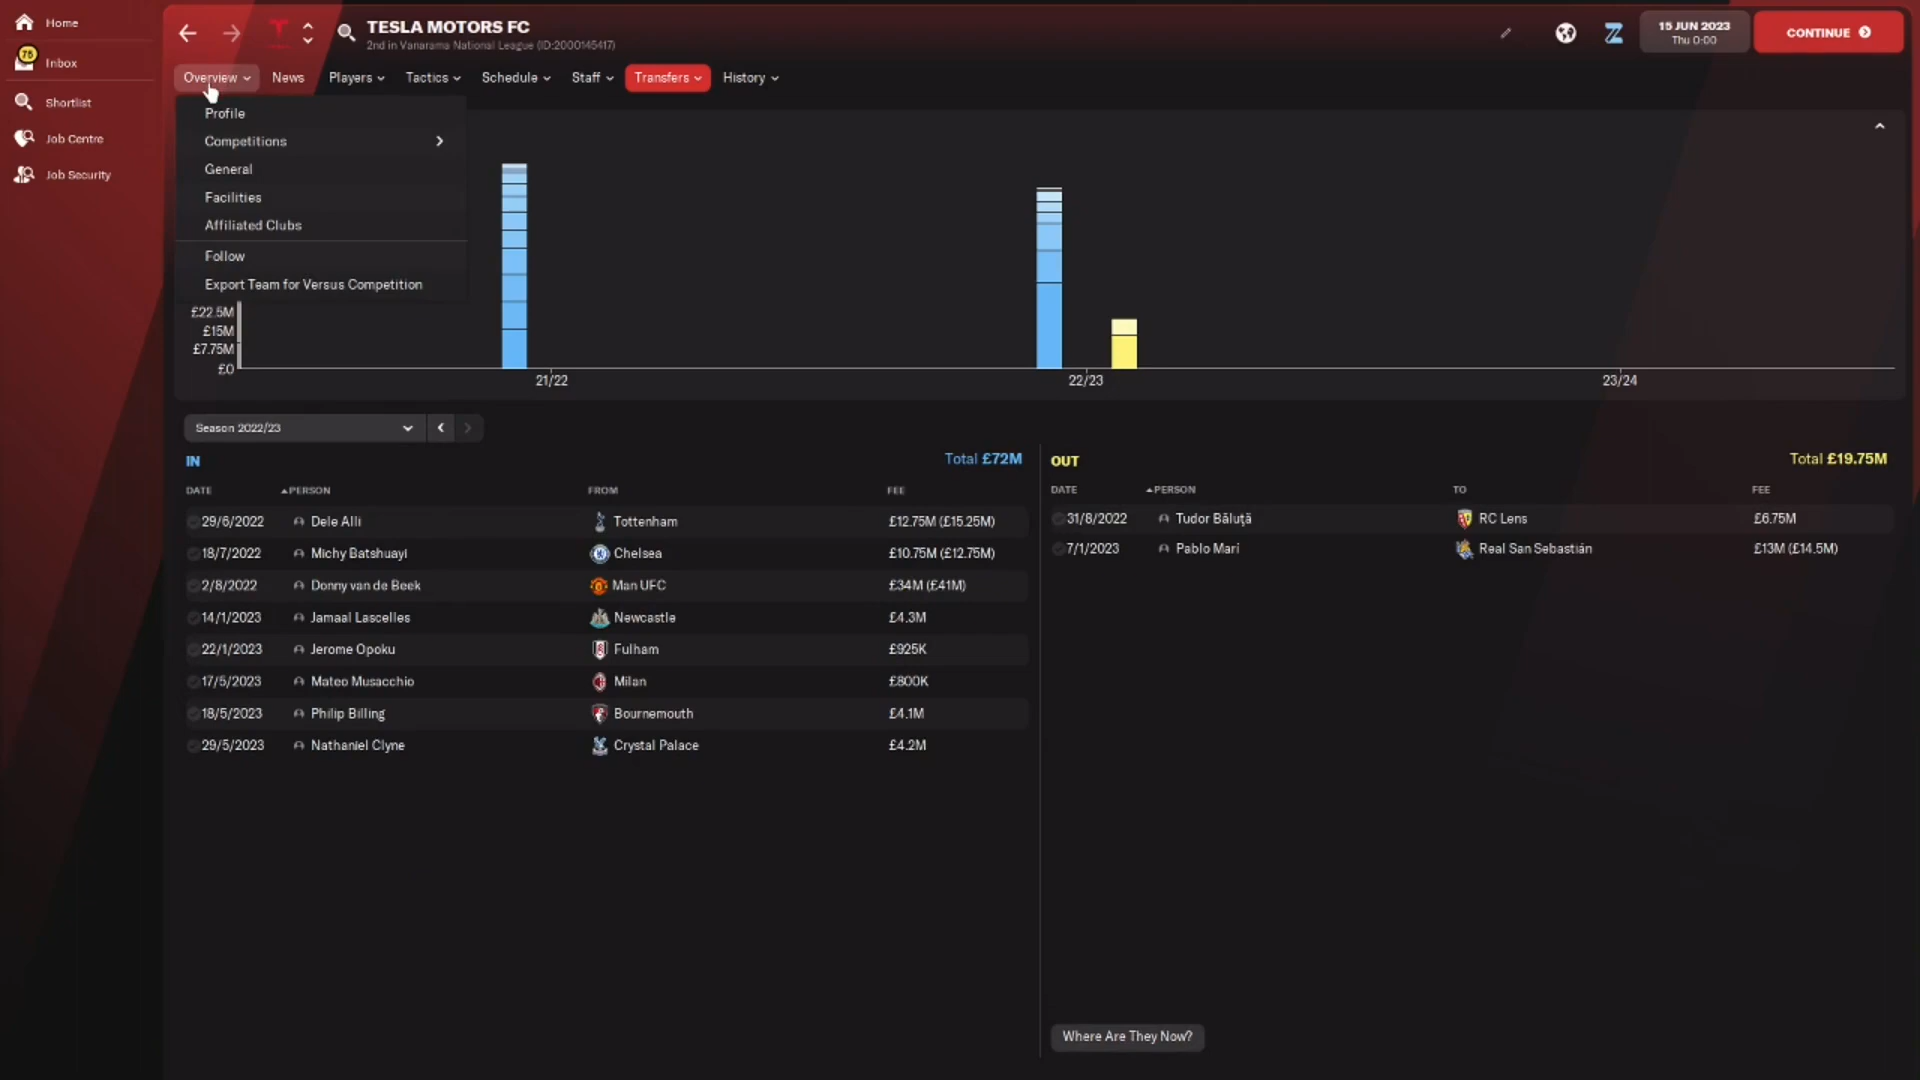 Home
75
Inbox
Shortlist
Job Centre
Job Security
TESLA MOTORS FC
2nd in Vanarama National League (ID:2000145417)
15 JUN 2023
Thu 0:00
CONTINUE
Overview
News
Players
Tactics
Schedule
Staff
Transfers
History
Profile
Competitions
General
Facilities
Affiliated Clubs
Follow
Export Team for Versus Competition
£22.5M
£15M
£7.75M
£0
21/22
22/23
23/24
Season 2022/23
IN Total £72M
DATE PERSON FROM FEE
29/6/2022 Dele Alli Tottenham £12.75M (£15.25M)
18/7/2022 Michy Batshuayi Chelsea £10.75M (£12.75M)
2/8/2022 Donny van de Beek Man UFC £34M (£41M)
14/1/2023 Jamaal Lascelles Newcastle £4.3M
22/1/2023 Jerome Opoku Fulham £925K
17/5/2023 Mateo Musacchio Milan £800K
18/5/2023 Philip Billing Bournemouth £4.1M
29/5/2023 Nathaniel Clyne Crystal Palace £4.2M
OUT Total £19.75M
DATE PERSON TO FEE
31/8/2022 Tudor Băluţă RC Lens £6.75M
7/1/2023 Pablo Marí Real San Sebastián £13M (£14.5M)
Where Are They Now?